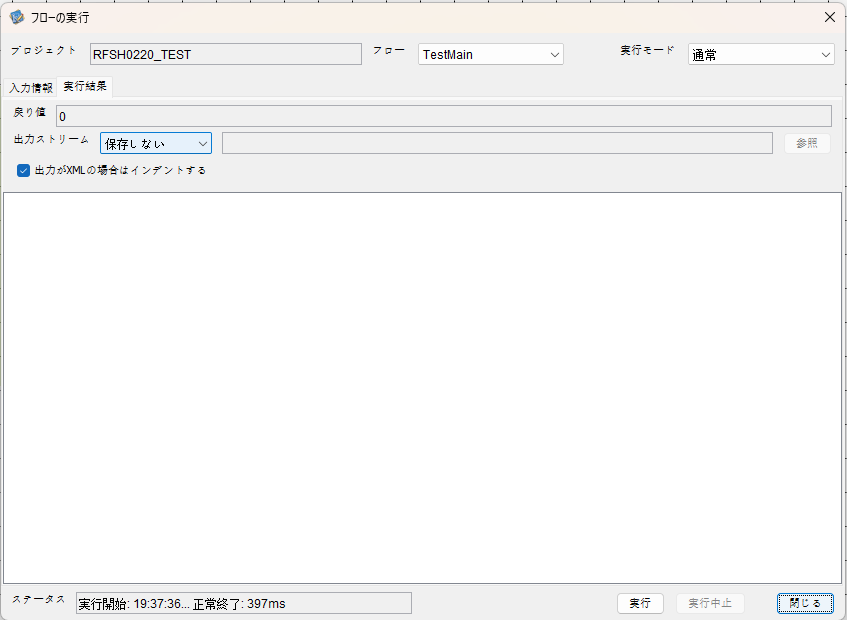 フローの実行
プロジェクト RFSH0220_TEST フロー TestMain 実行モード 通常
入力情報 実行結果
戻り値 0
出力ストリーム 保存しない 参照
出力がXMLの場合はインデントする
ステータス 実行開始: 19:37:36... 正常終了: 397ms 実行 実行中止 閉じる